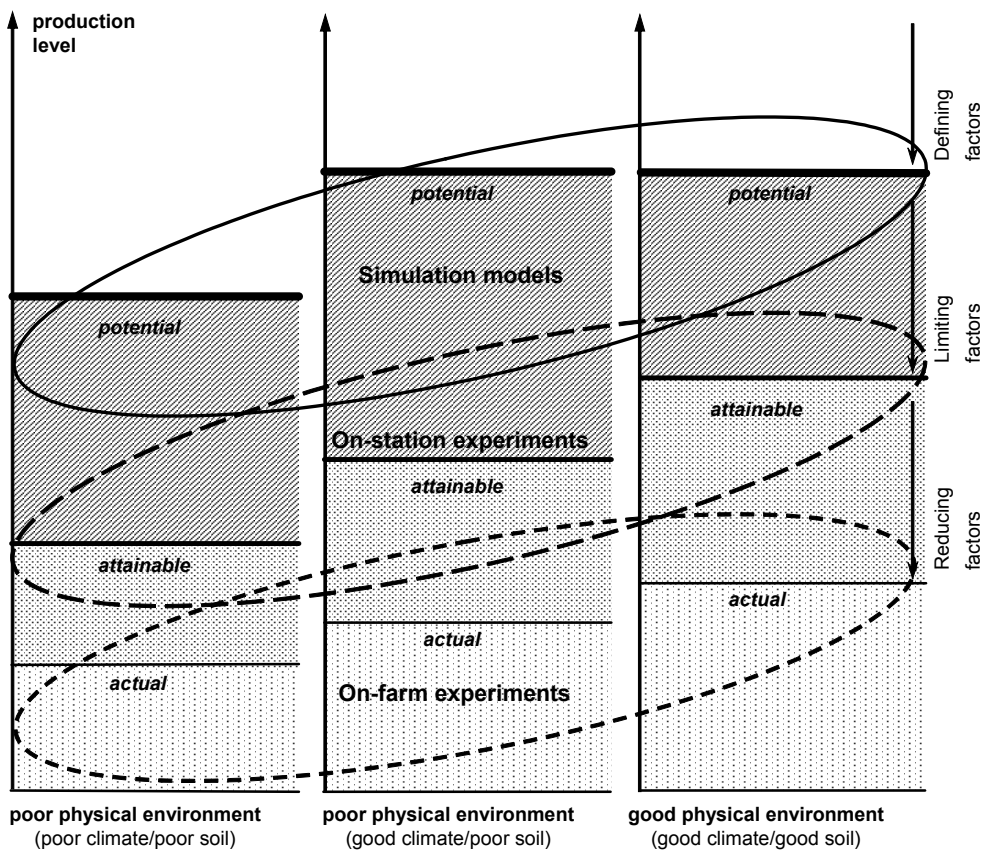 production
level
Defining
factors
potential
potential
Simulation models
potential
Limiting
factors
attainable
On-station experiments
attainable
Reducing
factors
attainable
actual
actual
On-farm experiments
actual
poor physical environment
(poor climate/poor soil)
poor physical environment
(good climate/poor soil)
good physical environment
(good climate/good soil)